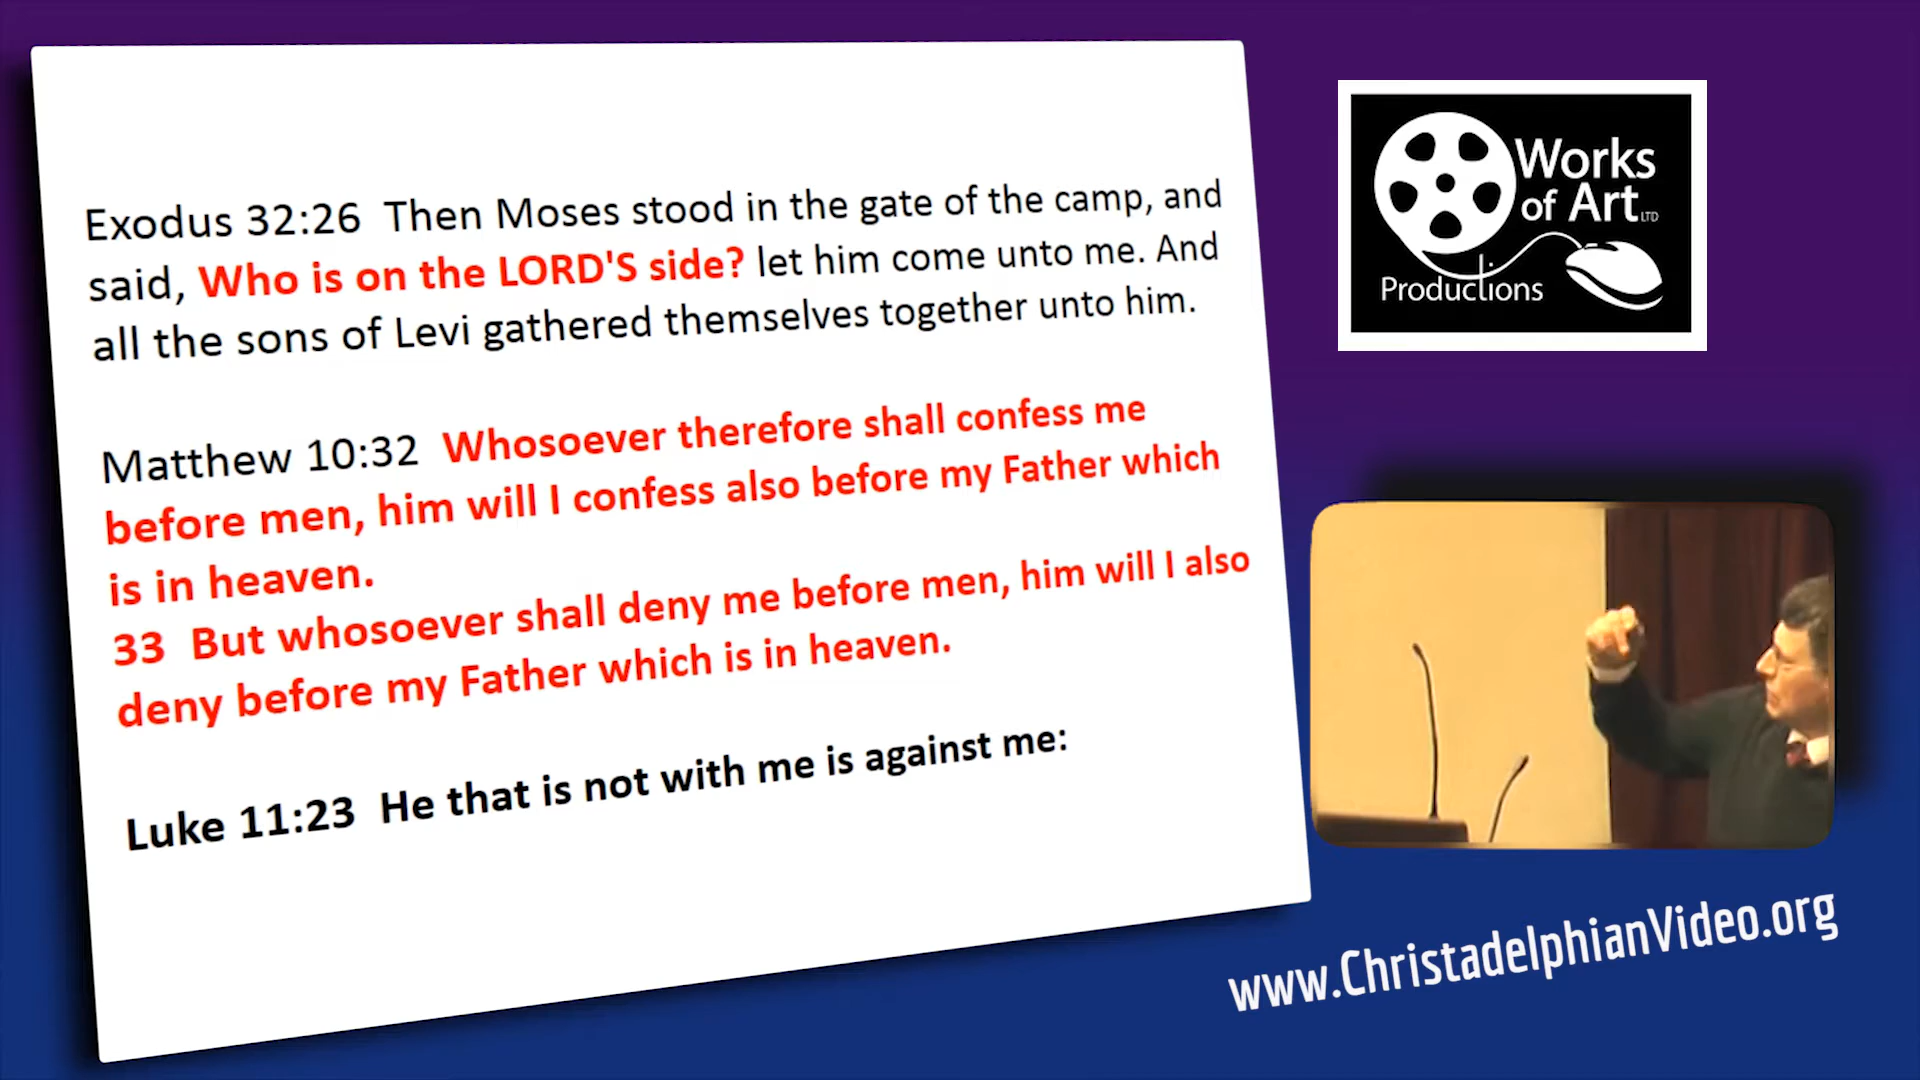 Exodus 32:26  Then Moses stood in the gate of the camp, and
said, Who is on the LORD'S side? let him come unto me. And
all the sons of Levi gathered themselves together unto him.
Matthew 10:32  Whosoever therefore shall confess me
before men, him will I confess also before my Father which
is in heaven.
33  But whosoever shall deny me before men, him will I also
deny before my Father which is in heaven.
Luke 11:23  He that is not with me is against me:
Works
of Art LTD
Productions
www.ChristadelphianVideo.org